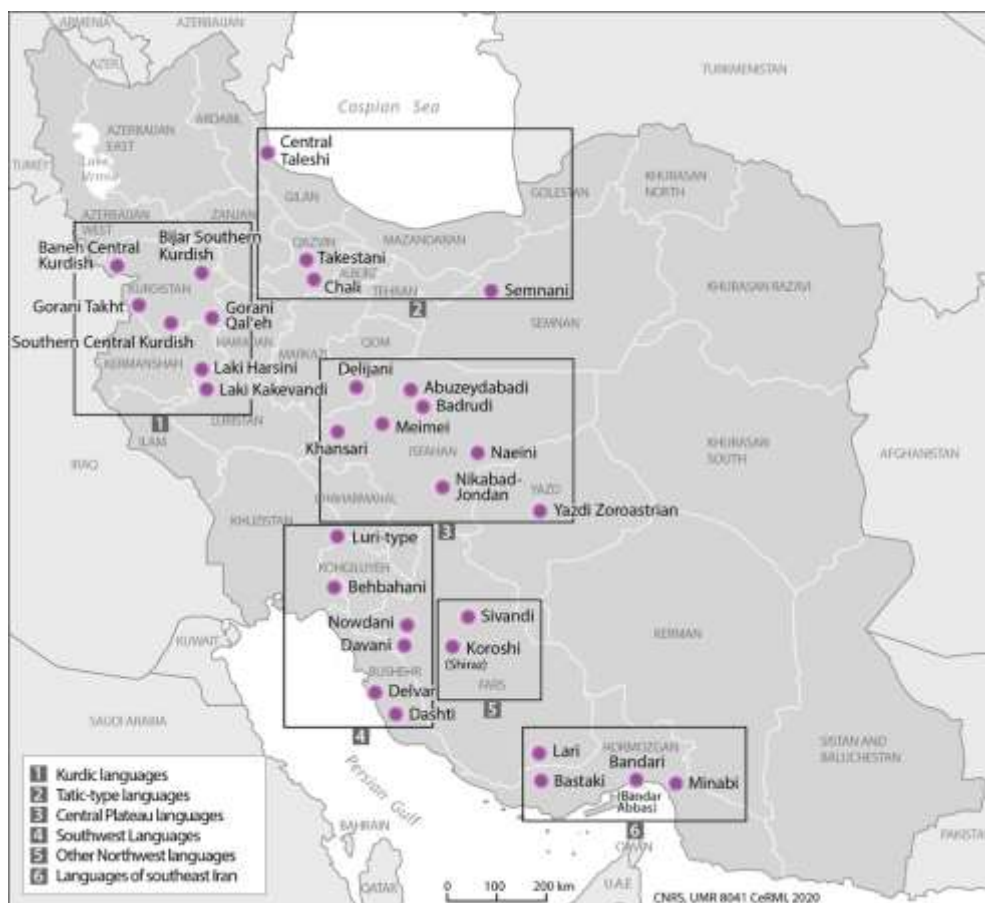 ARMENIA
AZERBAIJAN
AZER.
TURKMENISTAN
Caspian Sea
ARDABIL
AZERBAIJAN
EAST
TURKEY
Lake
Urmia
Central
Taleshi
GILAN
GOLESTAN
KHURASAN
NORTH
AZERBAIJAN
WEST
ZANJAN
Baneh Central
Kurdish
Bijar Southern
Kurdish
QAZVIN
MAZANDARAN
Takestani
ALBERZ
Chali
TEHRAN
Semnani
2
KHURASAN RAZAVI
KURDISTAN
Gorani Takht
Gorani
Qal'eh
Southern Central Kurdish
HAMADAN
SEMNAN
QOM
MARKAZI
KERMANSHAH
Laki Harsini
Laki Kakevandi
LURISTAN
1
ILAM
Delijani
Abuzeydabadi
Badrudi
Meimei
Khansari
ISFAHAN
Naeini
Nikabad-
Jondan
YAZD
Yazdi Zoroastrian
3
KHURASAN
SOUTH
AFGHANISTAN
IRAQ
CHAHARMAHAL
KHUZISTAN
Luri-type
KOHGILUYEH
Behbahani
Nowdani
Davani
BUSHEHR
Delvar
Dashti
4
Sivandi
Koroshi
(Shiraz)
FARS
5
KERMAN
KUWAIT
SAUDI ARABIA
Persian Gulf
Lari
HORMOZGAN
Bandari
Bastaki
Minabi
(Bandar
Abbas)
6
SISTAN AND
BALUCHESTAN
BAHRAIN
QATAR
OMAN
U.A.E
PAKISTAN
1 Kurdic languages
2 Tatic-type languages
3 Central Plateau languages
4 Southwest Languages
5 Other Northwest languages
6 Languages of southeast Iran
0 100 200 km
CNRS, UMR 8041 CeRMI, 2020